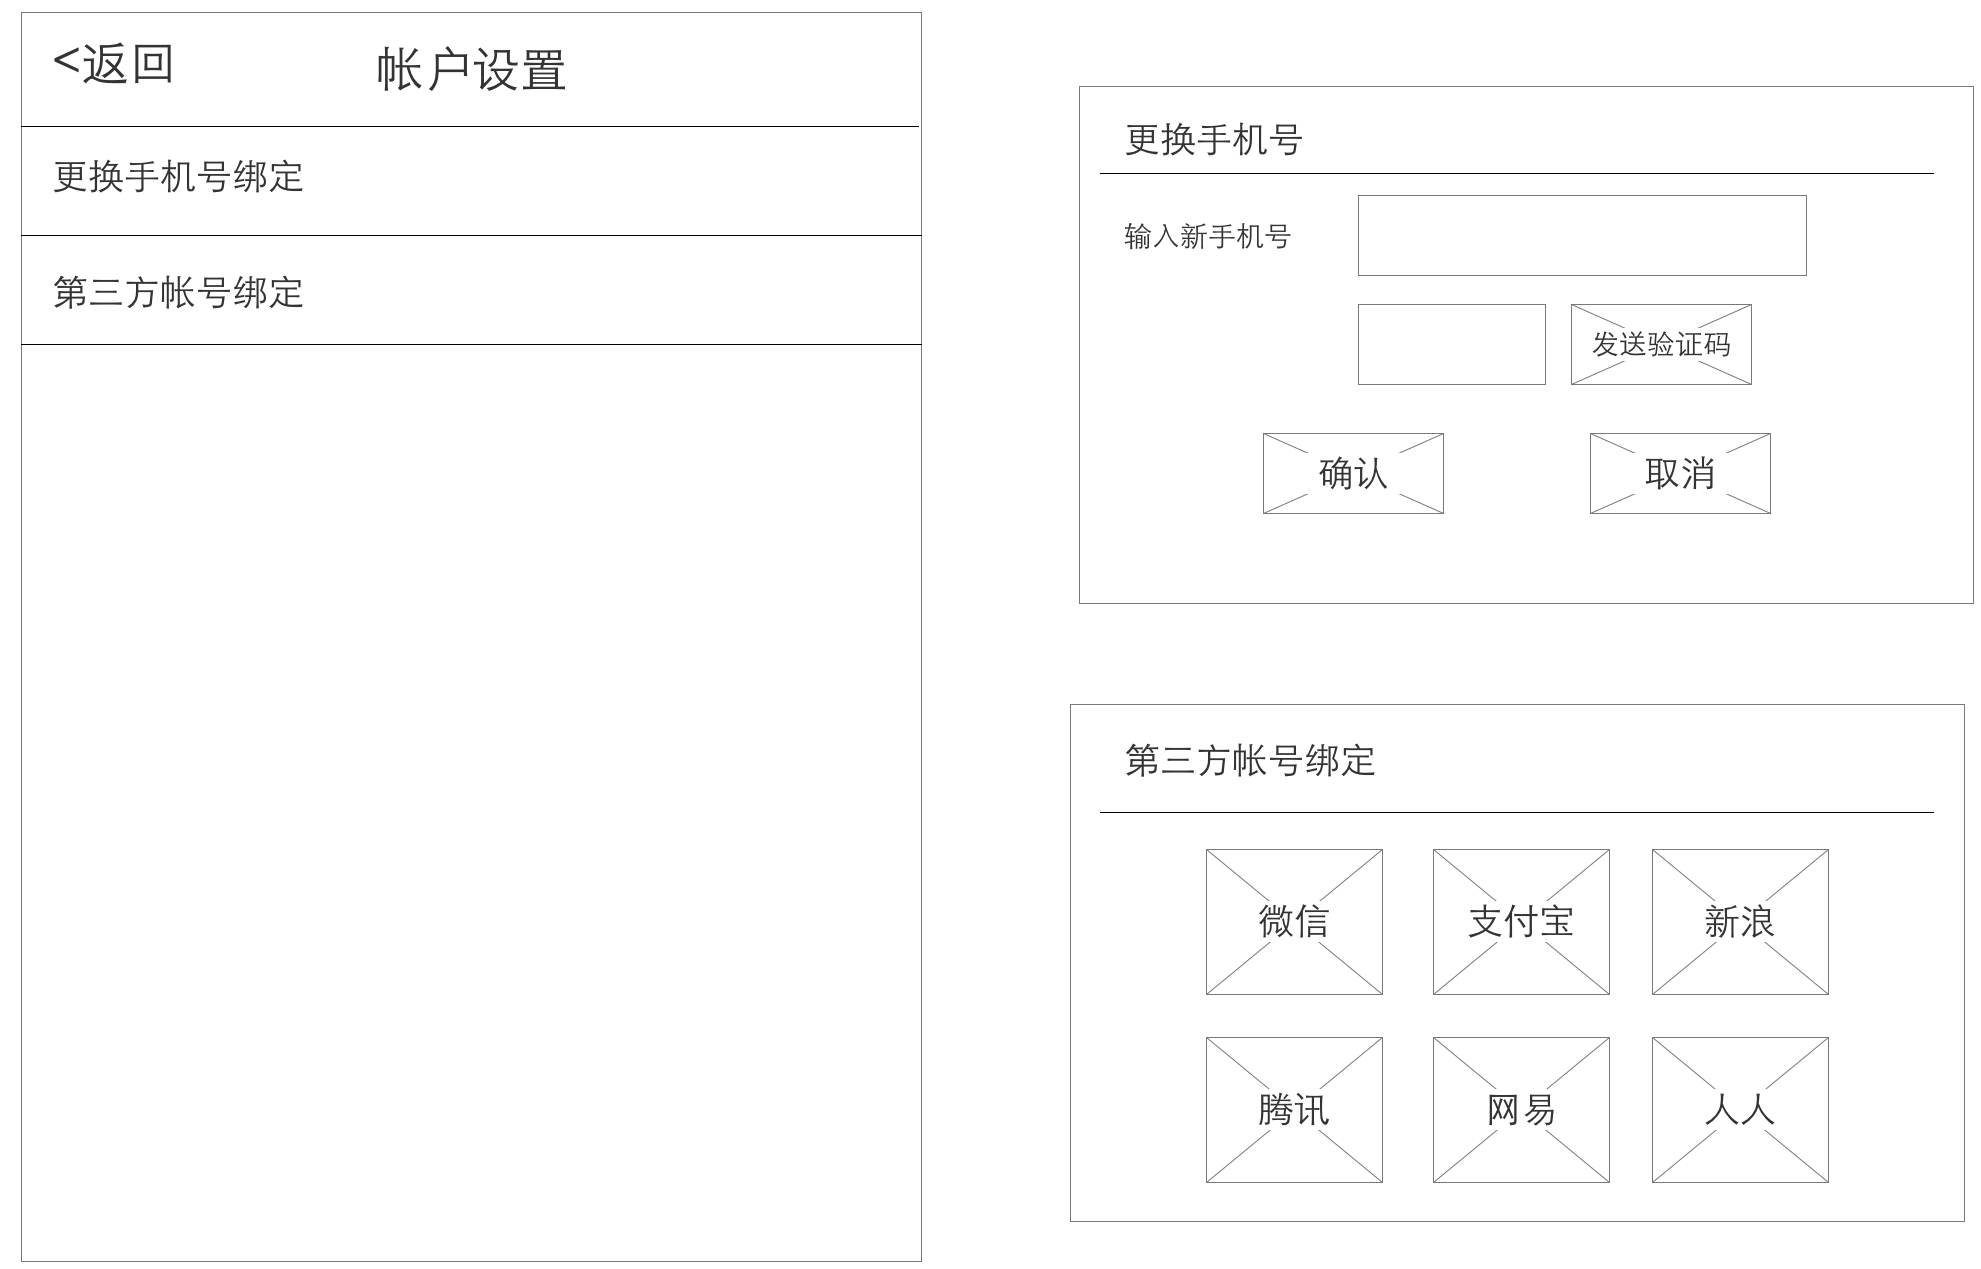 <返回
帐户设置
更换手机号绑定
第三方帐号绑定
更换手机号
输入新手机号
发送验证码
确认
取消
第三方帐号绑定
微信
支付宝
新浪
腾讯
网易
人人